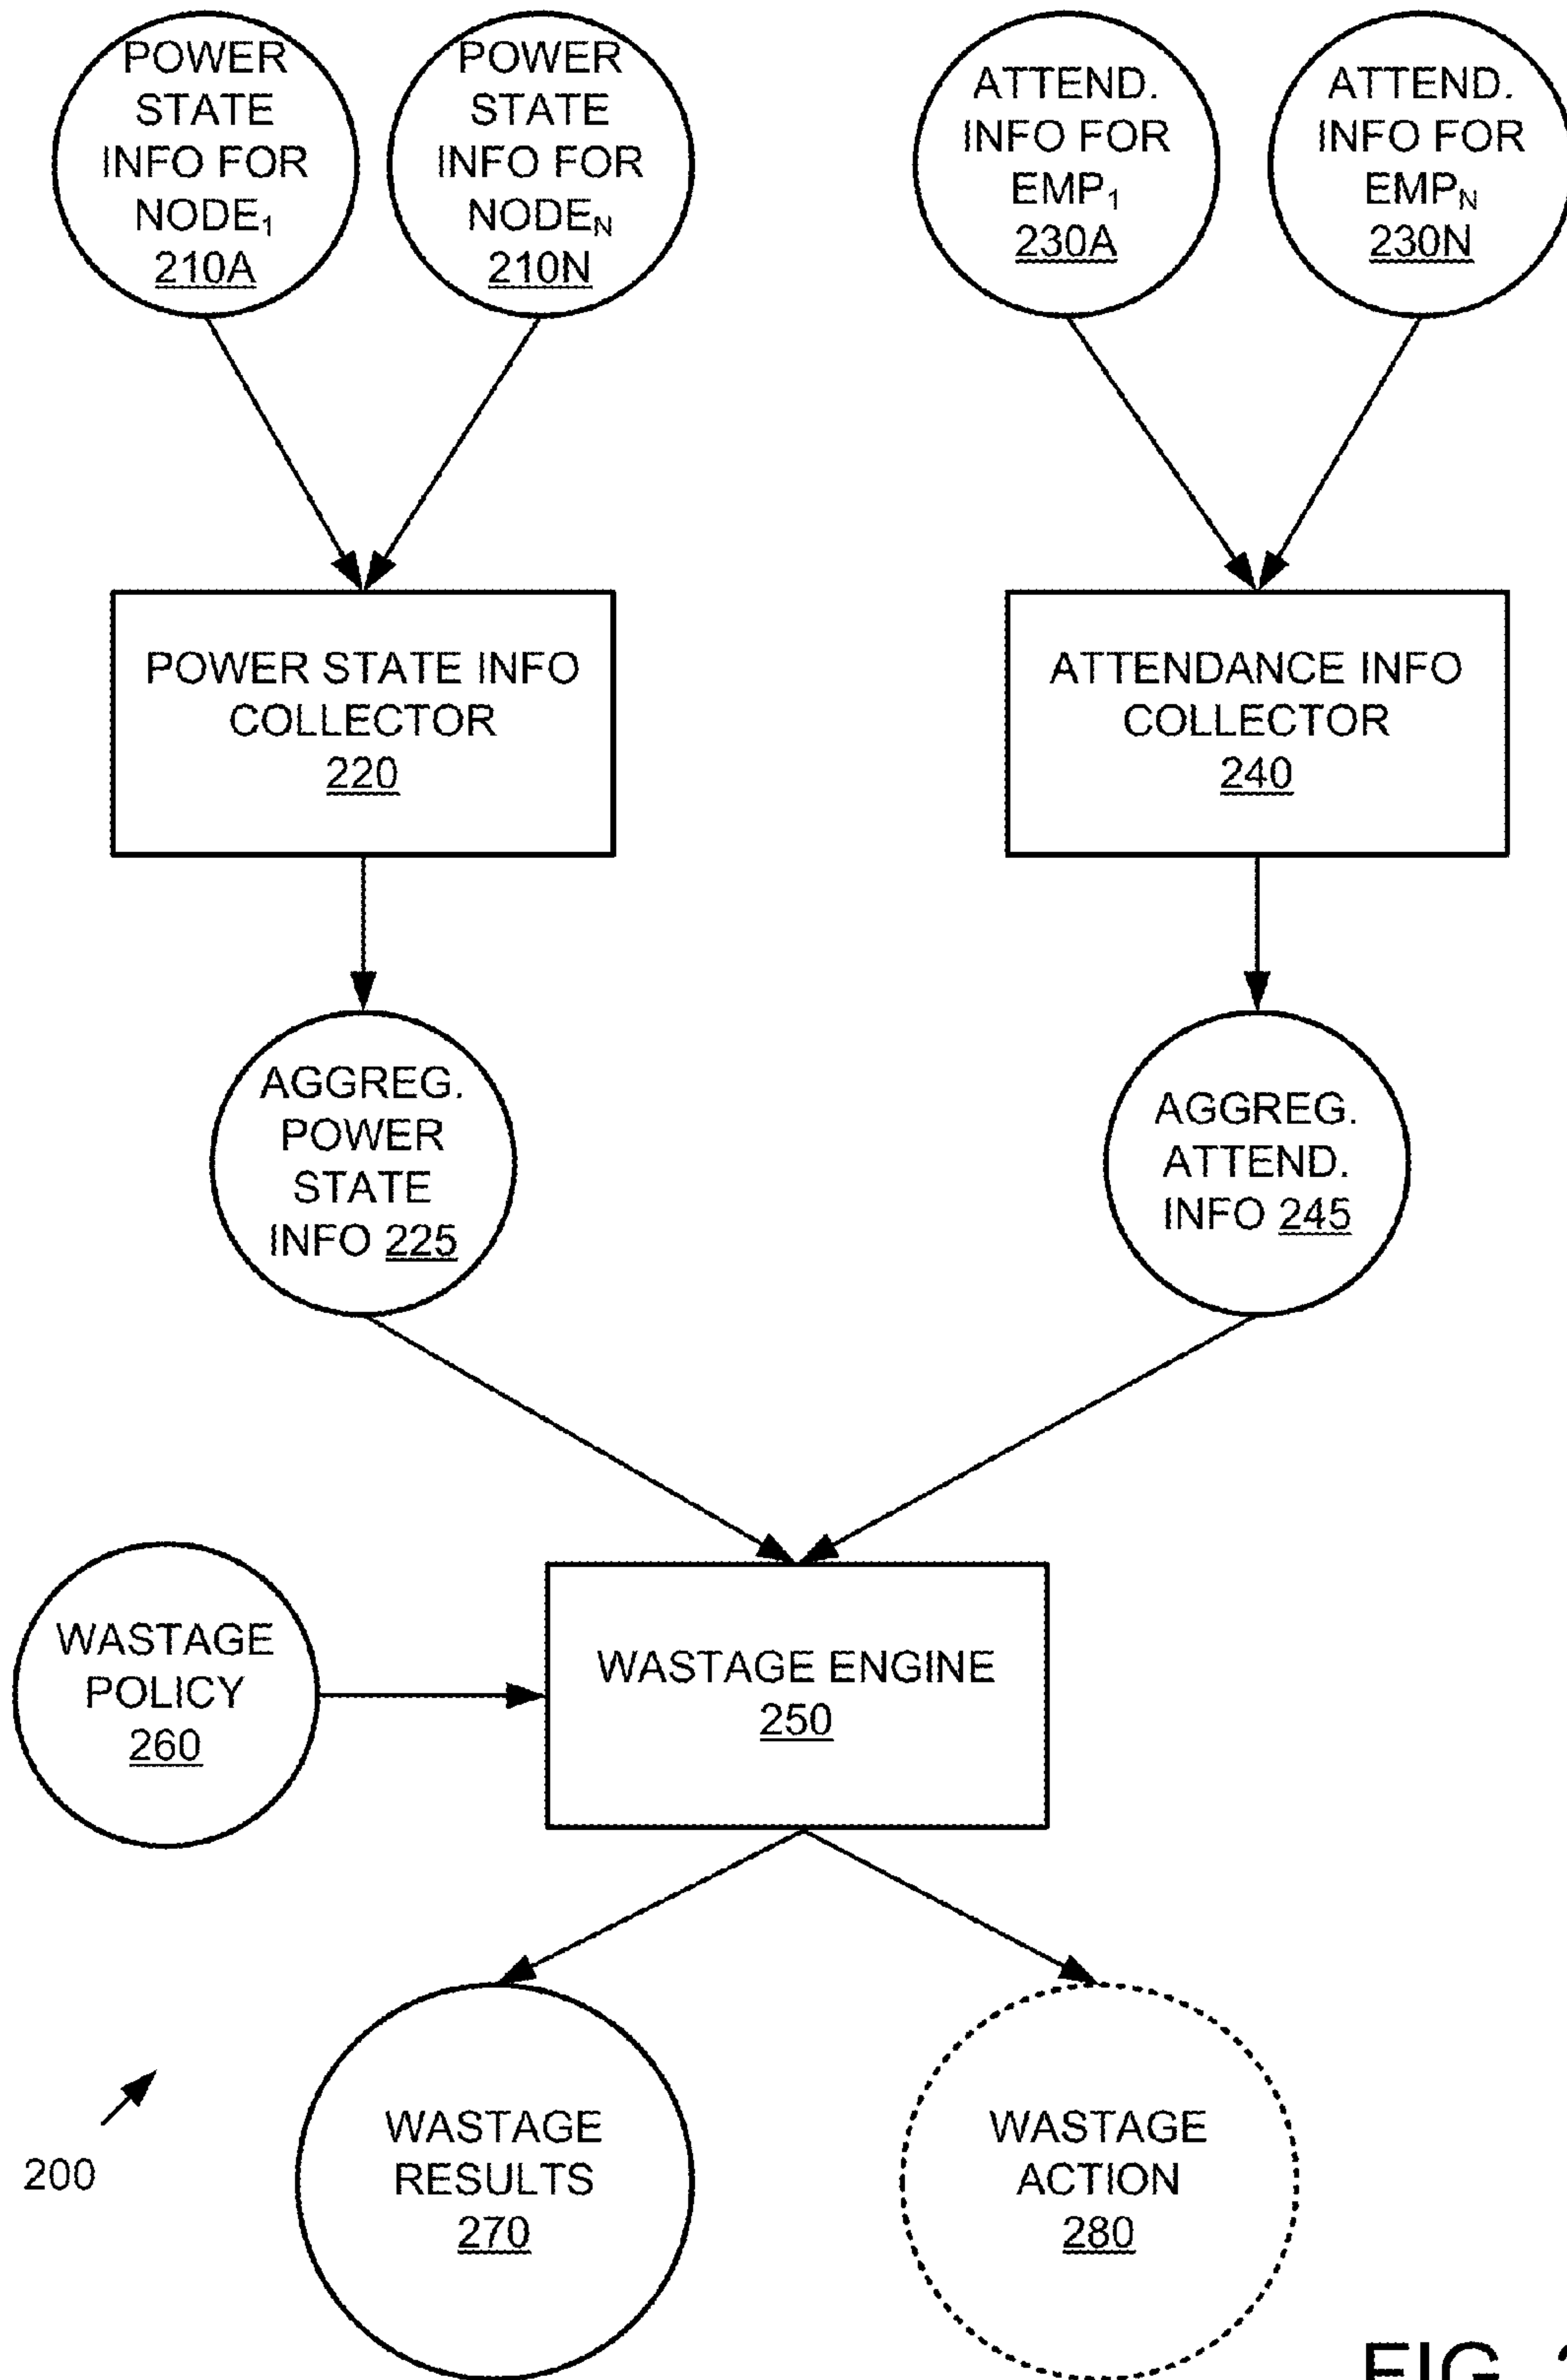 POWER
STATE
INFO FOR
NODE₁
210A
POWER
STATE
INFO FOR
NODEN
210N
ATTEND.
INFO FOR
EMP₁
230A
ATTEND.
INFO FOR
EMPN
230N
POWER STATE INFO
COLLECTOR
220
ATTENDANCE INFO
COLLECTOR
240
AGGREG.
POWER
STATE
INFO 225
AGGREG.
ATTEND.
INFO 245
WASTAGE
POLICY
260
WASTAGE ENGINE
250
WASTAGE
RESULTS
270
WASTAGE
ACTION
280
200
FIG.